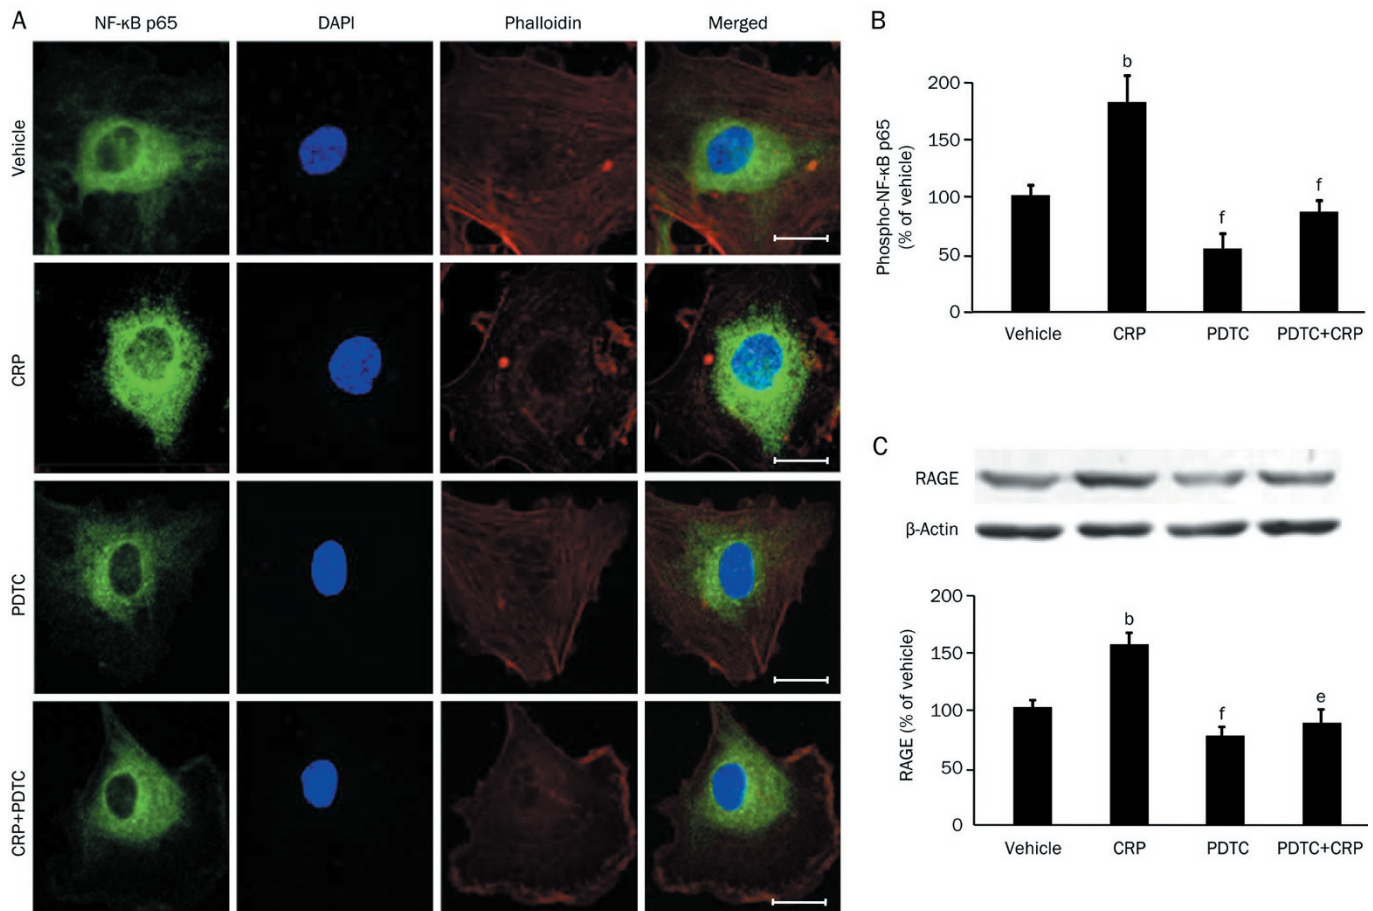 A
NF-κB p65
DAPI
Phalloidin
Merged
Vehicle
CRP
PDTC
CRP+PDTC
B
Phospho-NF-κB p65
(% of vehicle)
200
150
100
50
0
b
f
f
Vehicle
CRP
PDTC
PDTC+CRP
C
RAGE
β-Actin
RAGE (% of vehicle)
200
150
100
50
0
b
f
e
Vehicle
CRP
PDTC
PDTC+CRP